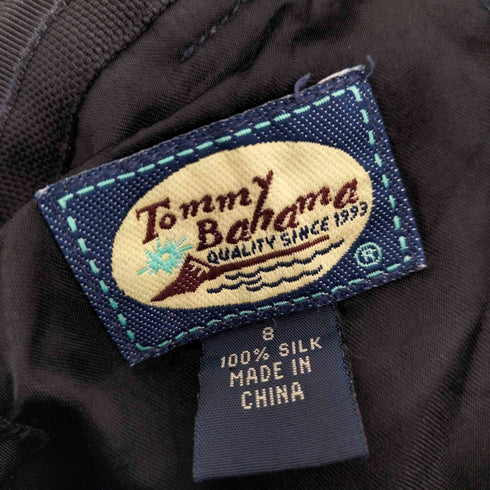 Tommy
Bahama
QUALITY SINCE 1993
®
8
100% SILK
MADE IN
CHINA